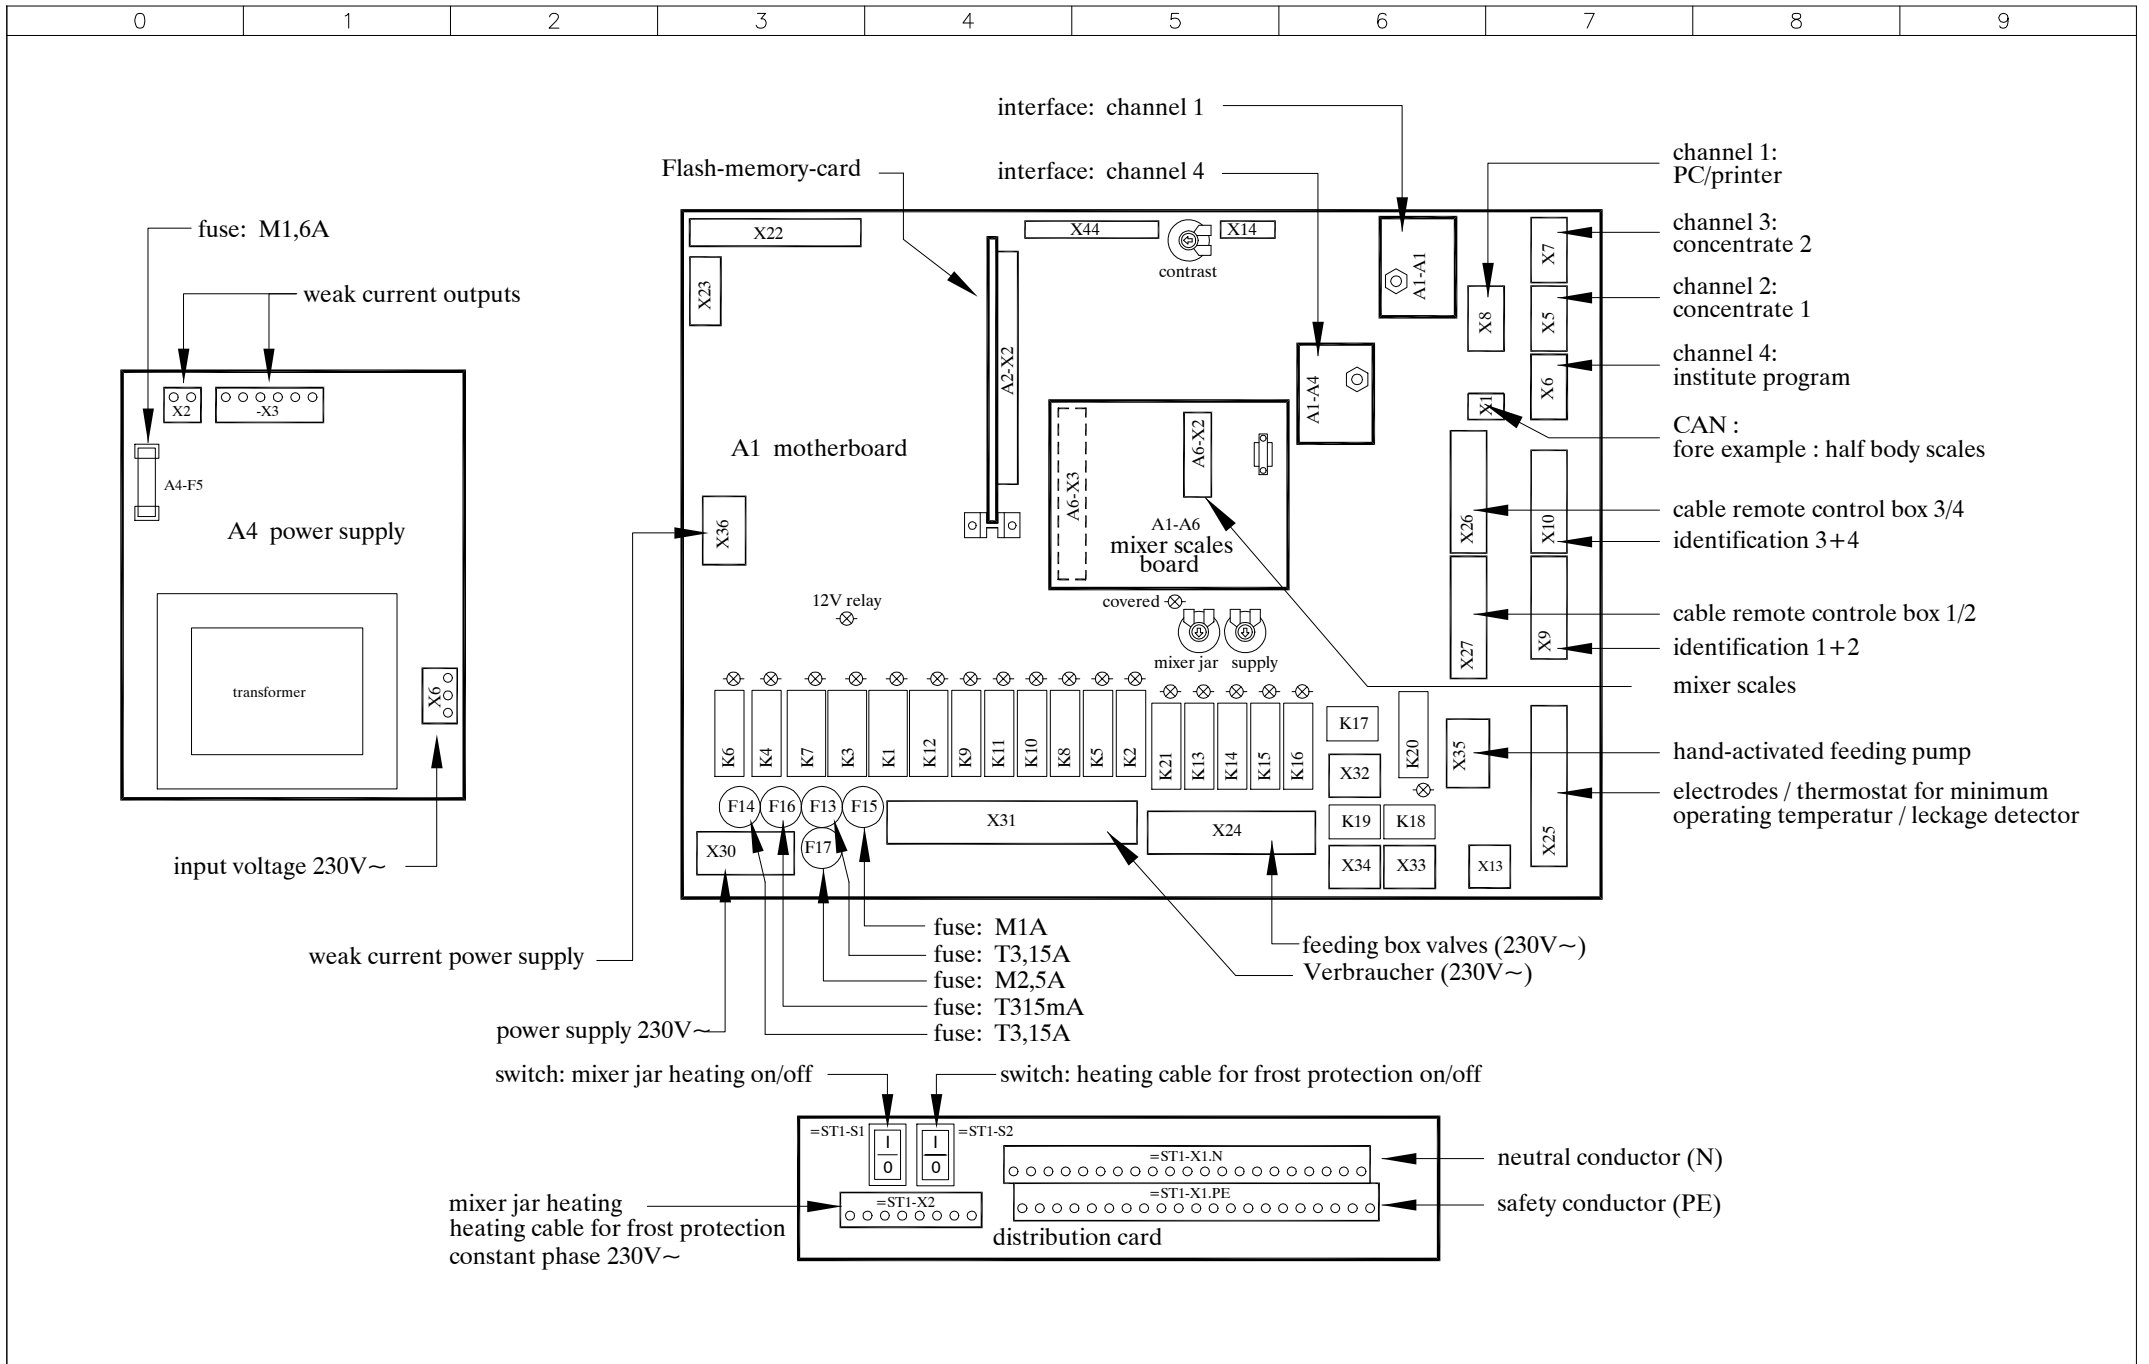 0 1 2 3 4 5 6 7 8 9
interface: channel 1
interface: channel 4
Flash-memory-card
channel 1:
PC/printer
channel 3:
concentrate 2
channel 2:
concentrate 1
channel 4:
institute program
CAN :
fore example : half body scales
cable remote control box 3/4
identification 3+4
cable remote controle box 1/2
identification 1+2
mixer scales
hand-activated feeding pump
electrodes / thermostat for minimum
operating temperatur / leckage detector
fuse: M1,6A
weak current outputs
X2
-X3
A4-F5
A4 power supply
transformer
X6
input voltage 230V~
X22
X44
X14
contrast
X23
A2-X2
A1-A1
A1-A4
X8
X7
X5
X6
X1
A1 motherboard
X36
A6-X3
A6-X2
A1-A6
mixer scales
board
X26
X10
X27
X9
12V relay
covered
mixer jar
supply
K6
K4
K7
K3
K1
K12
K9
K11
K10
K8
K5
K2
K21
K13
K14
K15
K16
K17
K20
X35
X32
K19
K18
X34
X33
X13
X25
F14
F16
F13
F15
F17
X30
X31
X24
weak current power supply
power supply 230V~
fuse: M1A
fuse: T3,15A
fuse: M2,5A
fuse: T315mA
fuse: T3,15A
feeding box valves (230V~)
Verbraucher (230V~)
switch: mixer jar heating on/off
switch: heating cable for frost protection on/off
=ST1-S1
I
0
I
0
=ST1-S2
=ST1-X1.N
=ST1-X1.PE
=ST1-X2
distribution card
neutral conductor (N)
safety conductor (PE)
mixer jar heating
heating cable for frost protection
constant phase 230V~